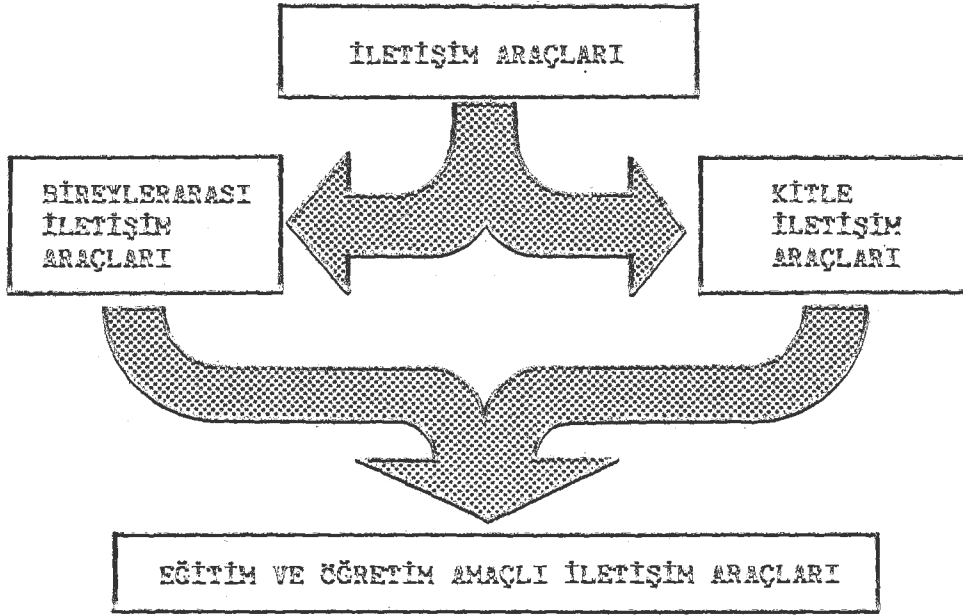 İLETİŞİM ARAÇLARI
BİREYLERARASI
İLETİŞİM
ARAÇLARI
KİTLE
İLETİŞİM
ARAÇLARI
EĞİTİM VE ÖĞRETİM AMAÇLI İLETİŞİM ARAÇLARI